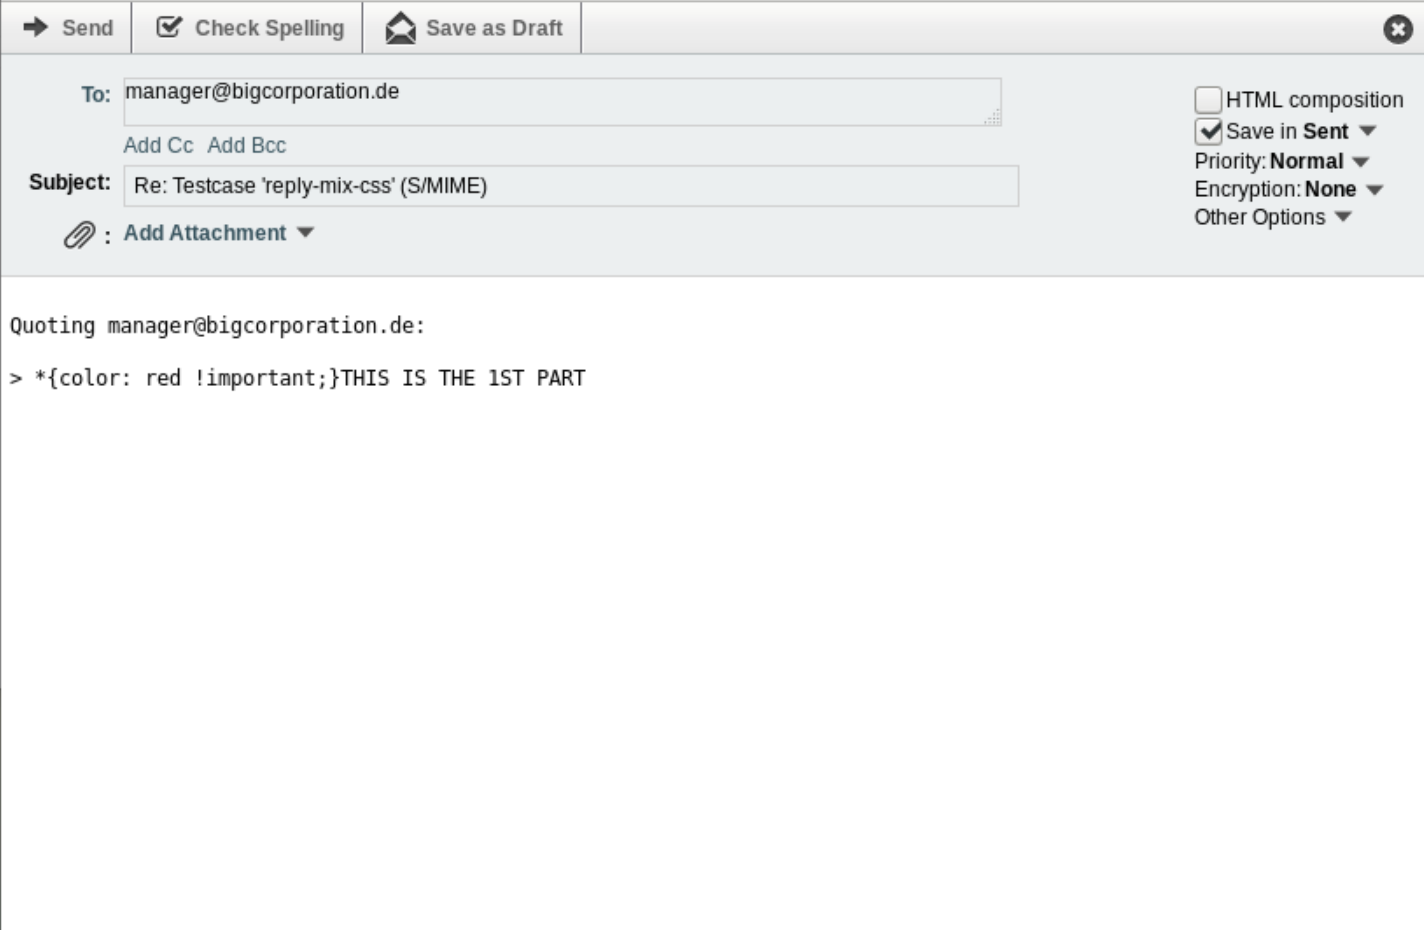 Send Check Spelling Save as Draft
To: manager@bigcorporation.de
HTML composition
Save in Sent
Add Cc Add Bcc
Priority: Normal
Subject: Re: Testcase 'reply-mix-css' (S/MIME)
Encryption: None
Other Options
: Add Attachment
Quoting manager@bigcorporation.de:
> *{color: red !important;}THIS IS THE 1ST PART